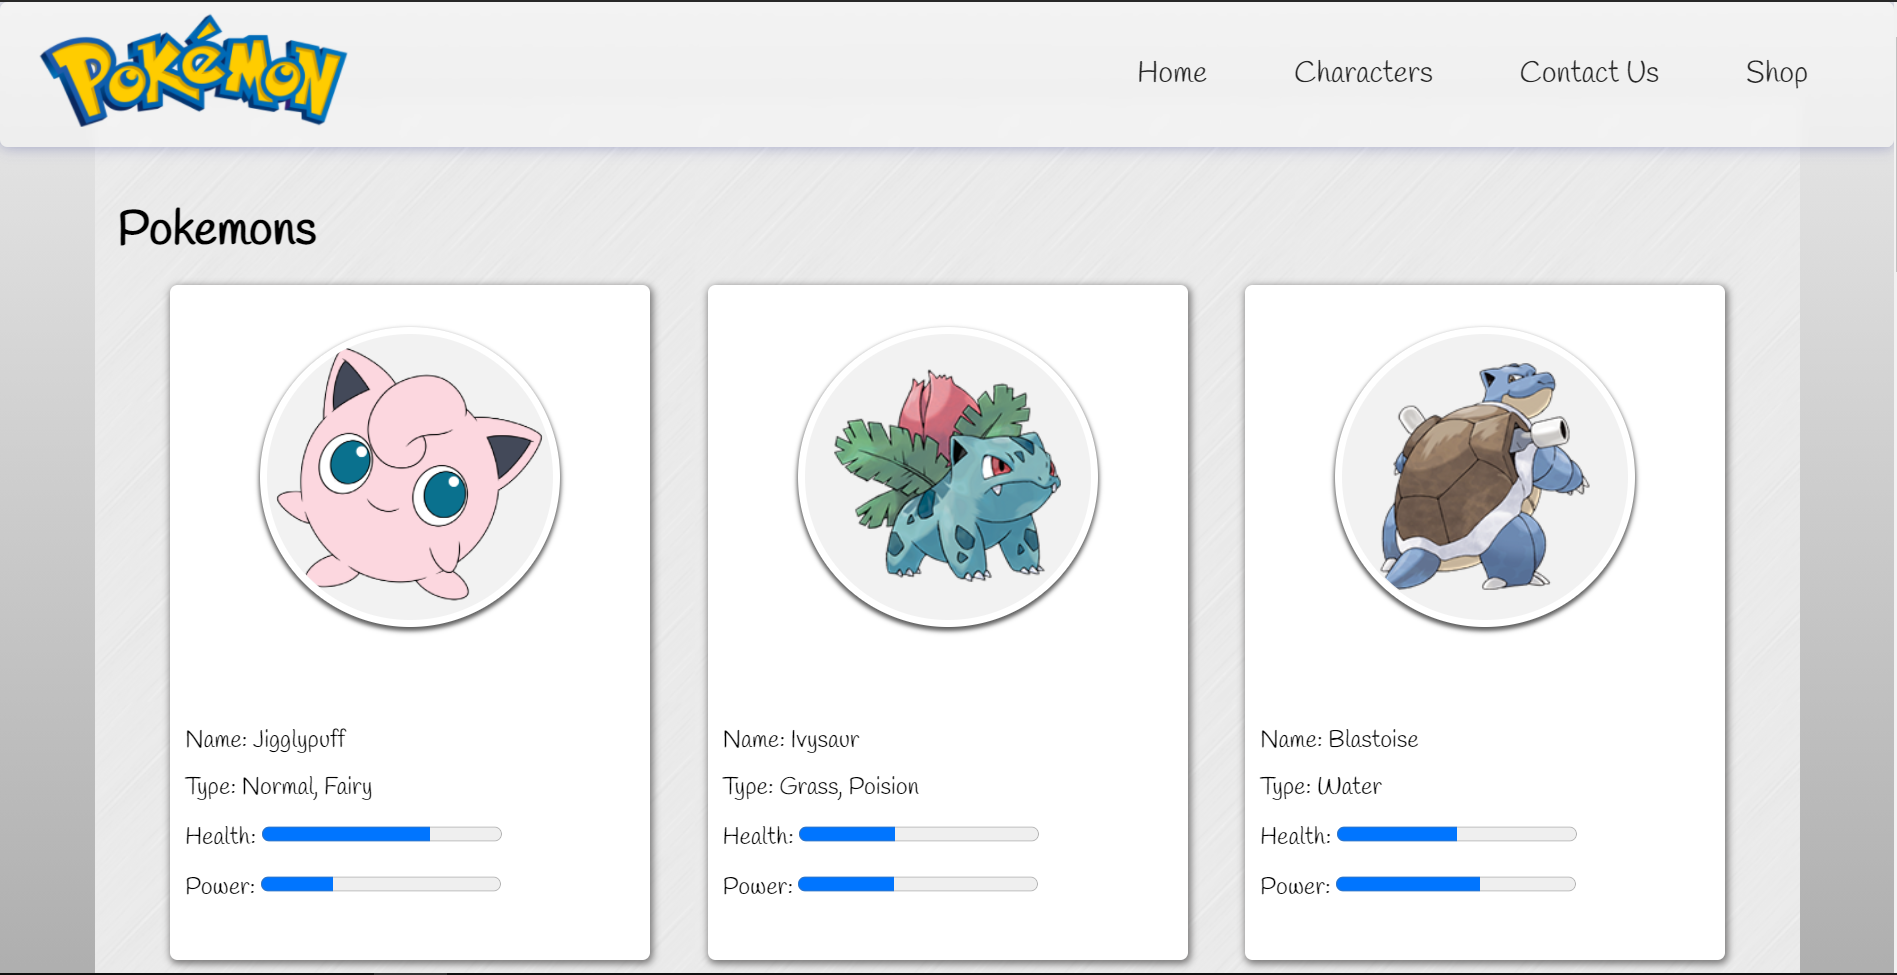 POKéMON
Home Characters Contact Us Shop
Pokemons
Name: Jigglypuff
Type: Normal, Fairy
Health:
Power:
Name: Ivysaur
Type: Grass, Poision
Health:
Power:
Name: Blastoise
Type: Water
Health:
Power: